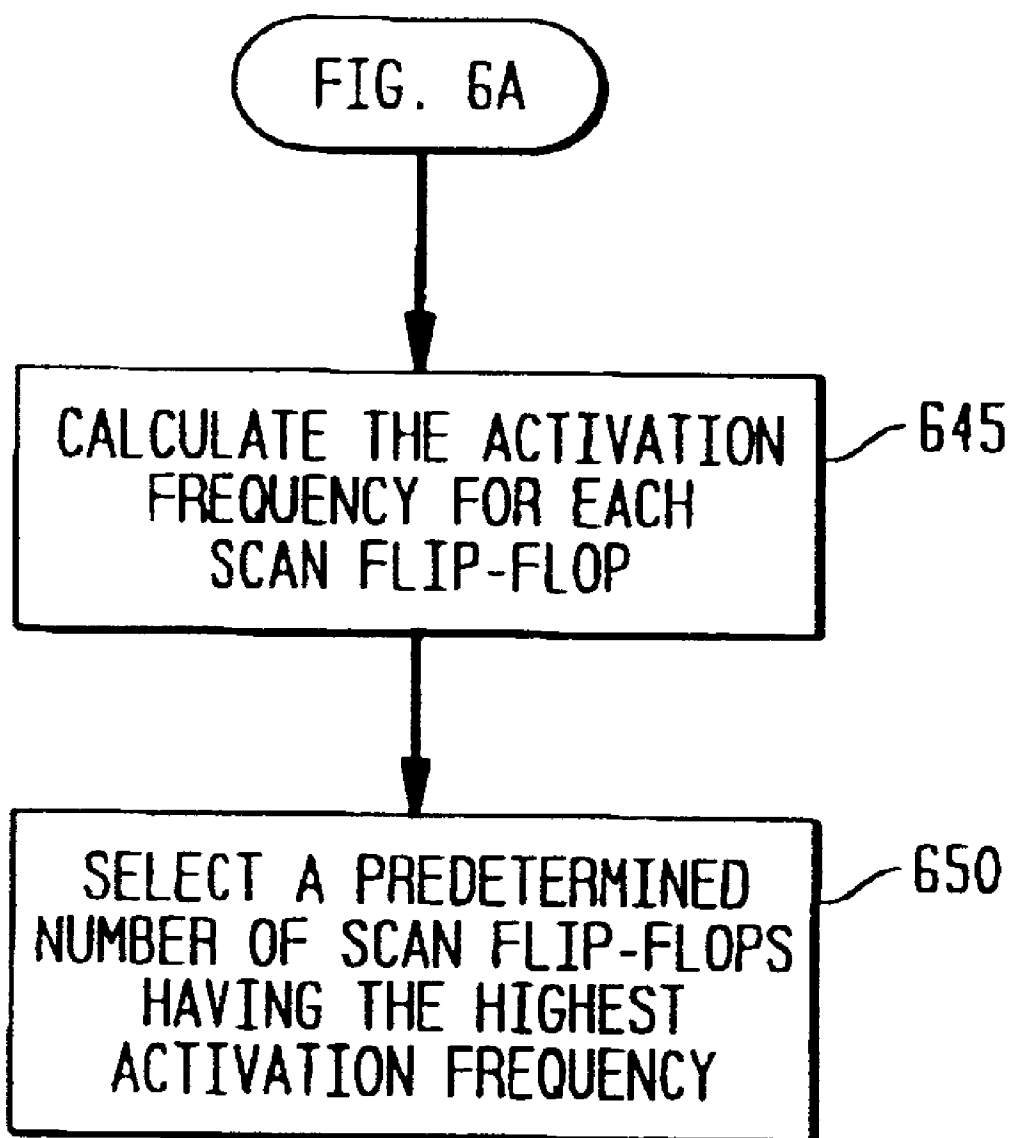 FIG. 6A
CALCULATE THE ACTIVATION
FREQUENCY FOR EACH
SCAN FLIP-FLOP
645
SELECT A PREDETERMINED
NUMBER OF SCAN FLIP-FLOPS
HAVING THE HIGHEST
ACTIVATION FREQUENCY
650